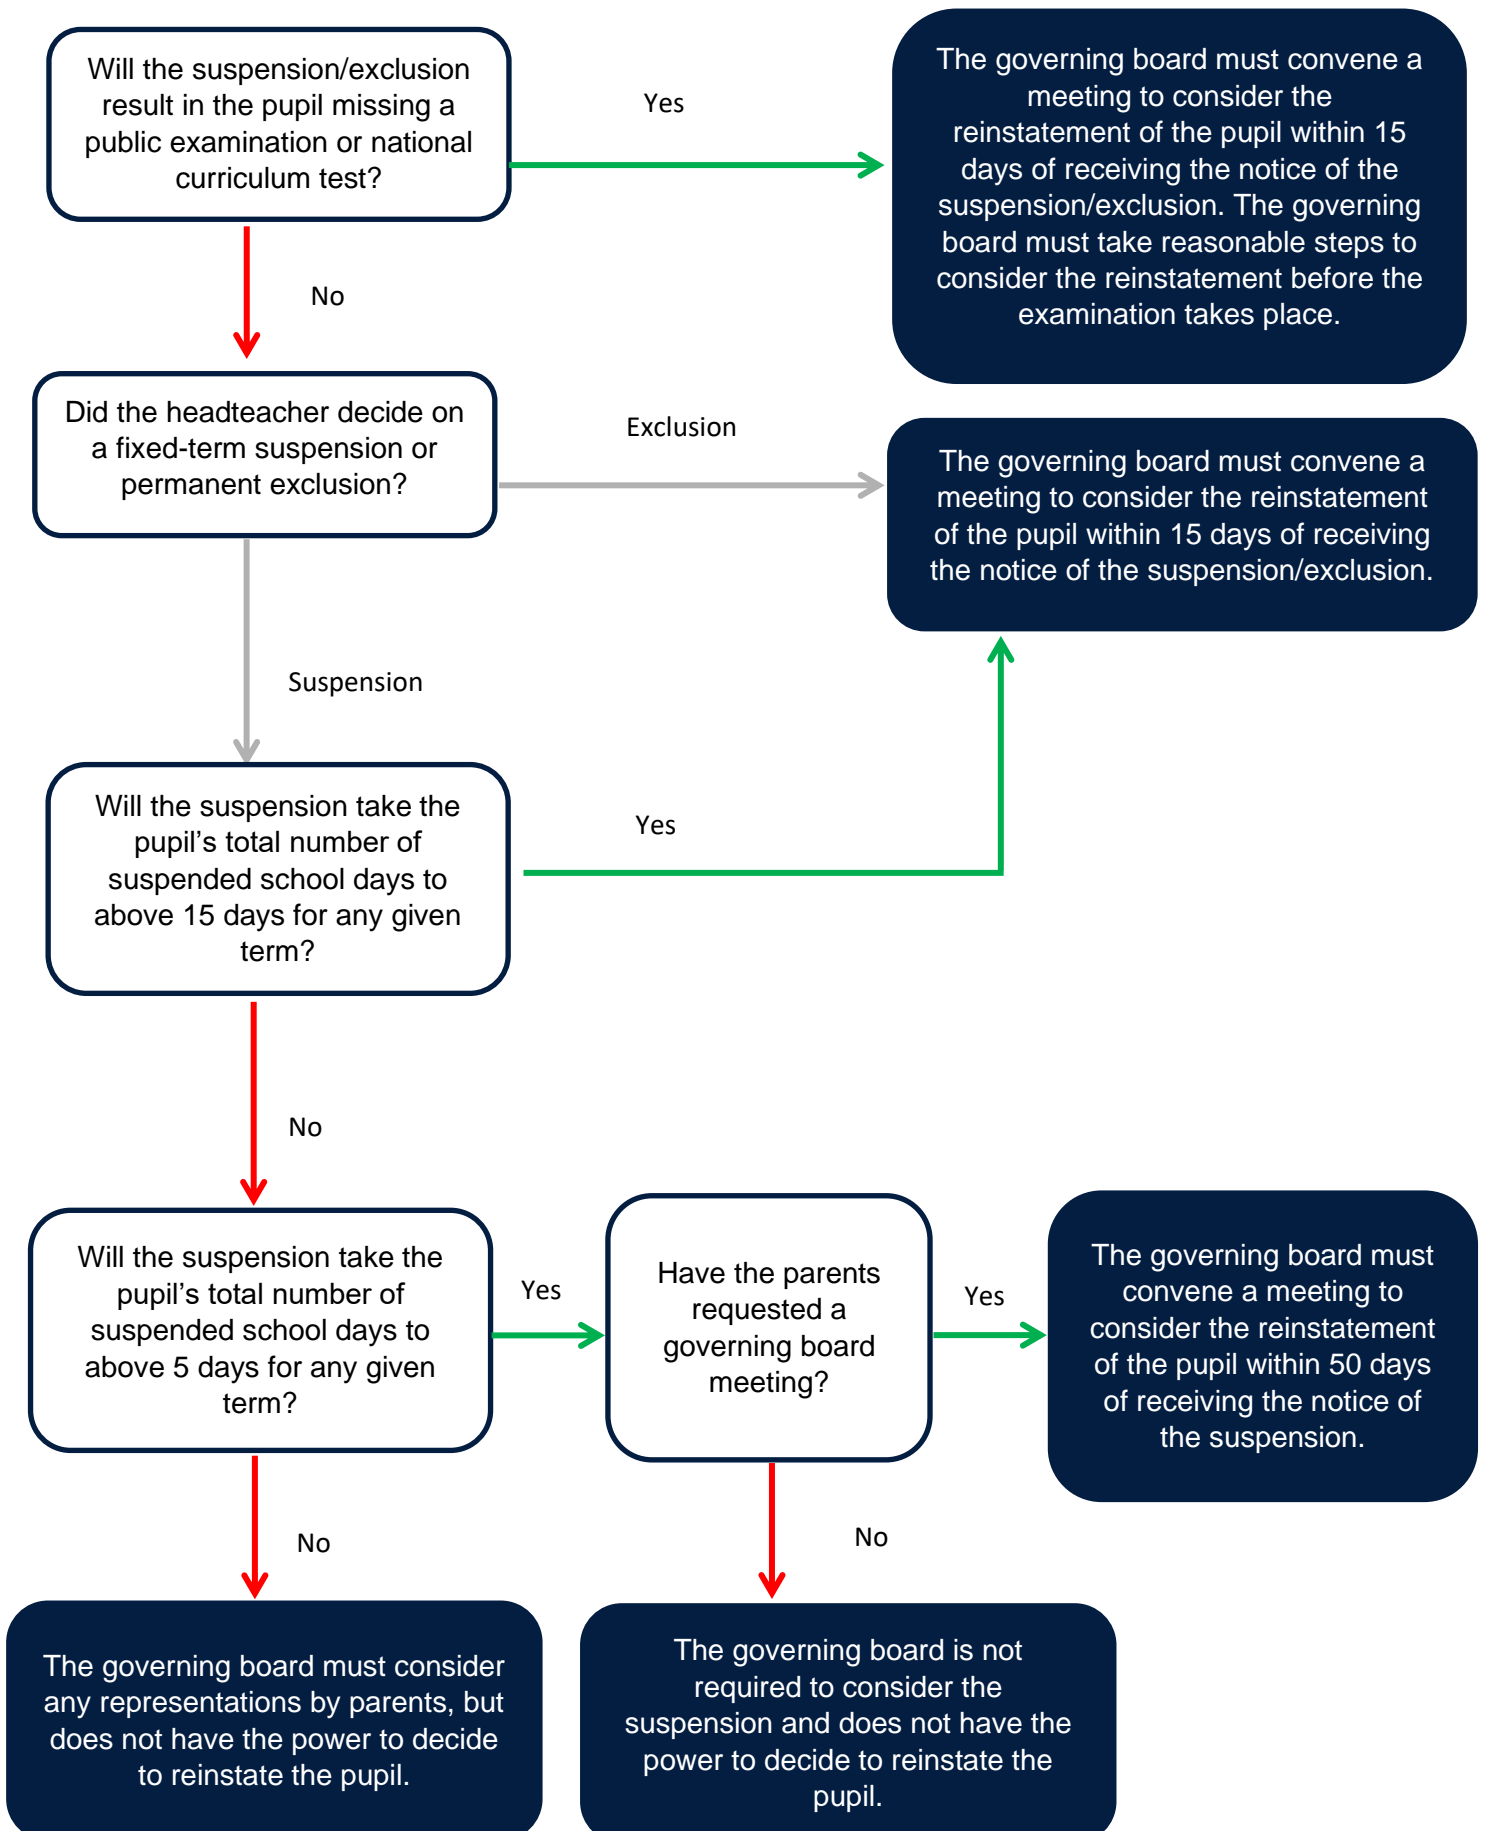 Will the suspension/exclusion
result in the pupil missing a
public examination or national
curriculum test?
Yes
The governing board must convene a
meeting to consider the
reinstatement of the pupil within 15
days of receiving the notice of the
suspension/exclusion. The governing
board must take reasonable steps to
consider the reinstatement before the
examination takes place.
No
Did the headteacher decide on
a fixed-term suspension or
permanent exclusion?
Exclusion
The governing board must convene a
meeting to consider the reinstatement
of the pupil within 15 days of receiving
the notice of the suspension/exclusion.
Suspension
Will the suspension take the
pupil’s total number of
suspended school days to
above 15 days for any given
term?
Yes
No
Will the suspension take the
pupil’s total number of
suspended school days to
above 5 days for any given
term?
Yes
Have the parents
requested a
governing board
meeting?
Yes
The governing board must
convene a meeting to
consider the reinstatement
of the pupil within 50 days
of receiving the notice of
the suspension.
No
No
The governing board must consider
any representations by parents, but
does not have the power to decide
to reinstate the pupil.
The governing board is not
required to consider the
suspension and does not have the
power to decide to reinstate the
pupil.